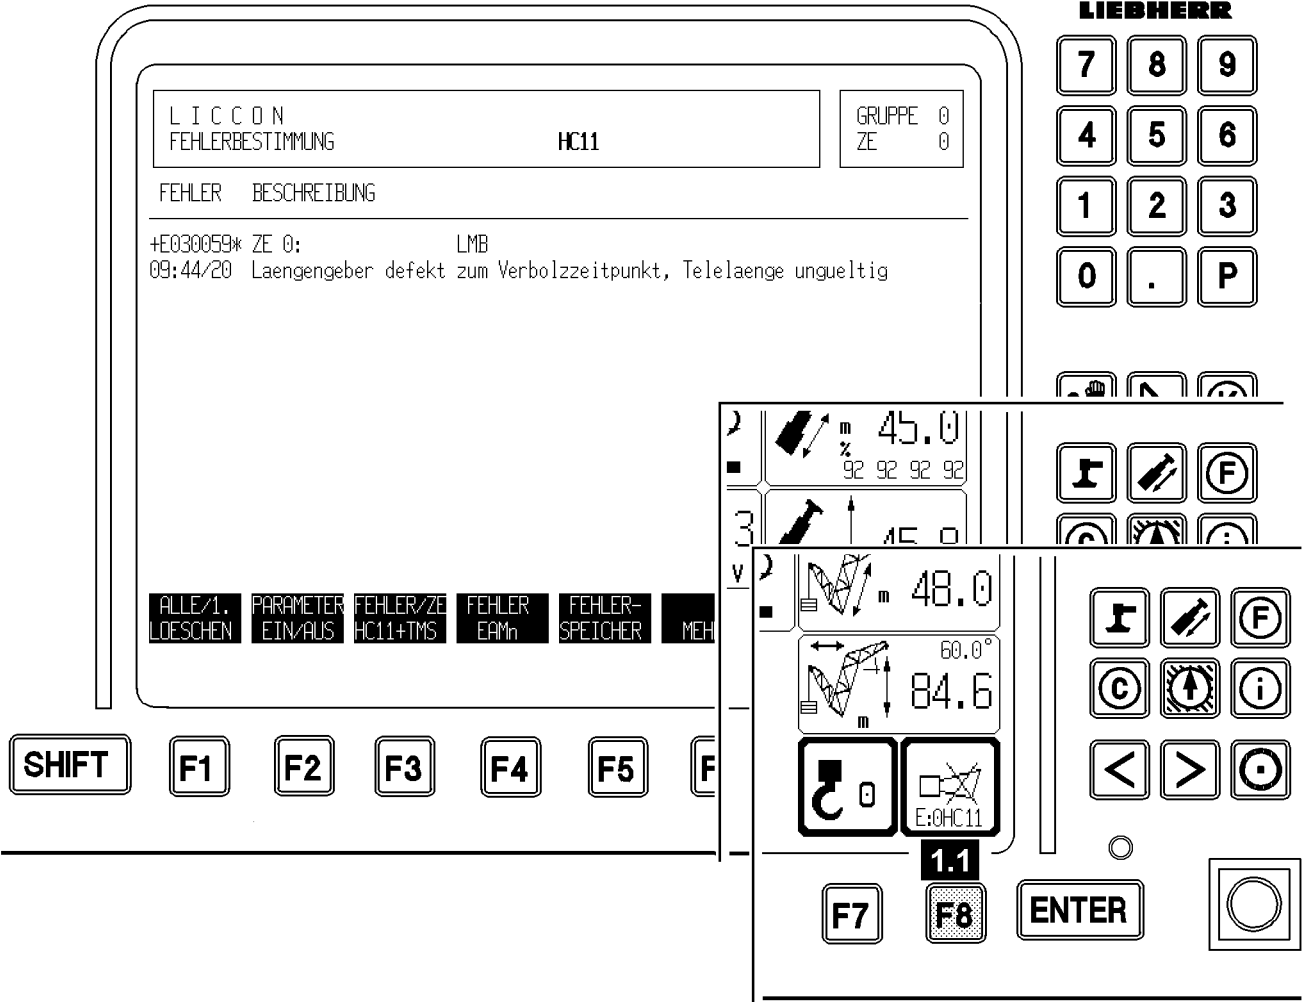 LIEBHERR
7 8 9
4 5 6
1 2 3
0 . P
LICCON
FEHLERBESTIMMUNG HC11
GRUPPE 0
ZE 0
FEHLER BESCHREIBUNG
+E030059* ZE 0: LMB
09:44/20 Laengengeber defekt zum Verbolzzeitpunkt, Telelaenge ungueltig
ALLE/1. LOESCHEN
PARAMETER EIN/AUS
FEHLER/ZE HC11+TMS
FEHLER EAMn
FEHLER- SPEICHER
MEH
m 45.0
%
92 92 92 92
3
V
F
C i
m 48.0
60.0°
84.6
m
0
E:0HC11
F
C i
< >
1.1
SHIFT F1 F2 F3 F4 F5 F
F7 F8 ENTER